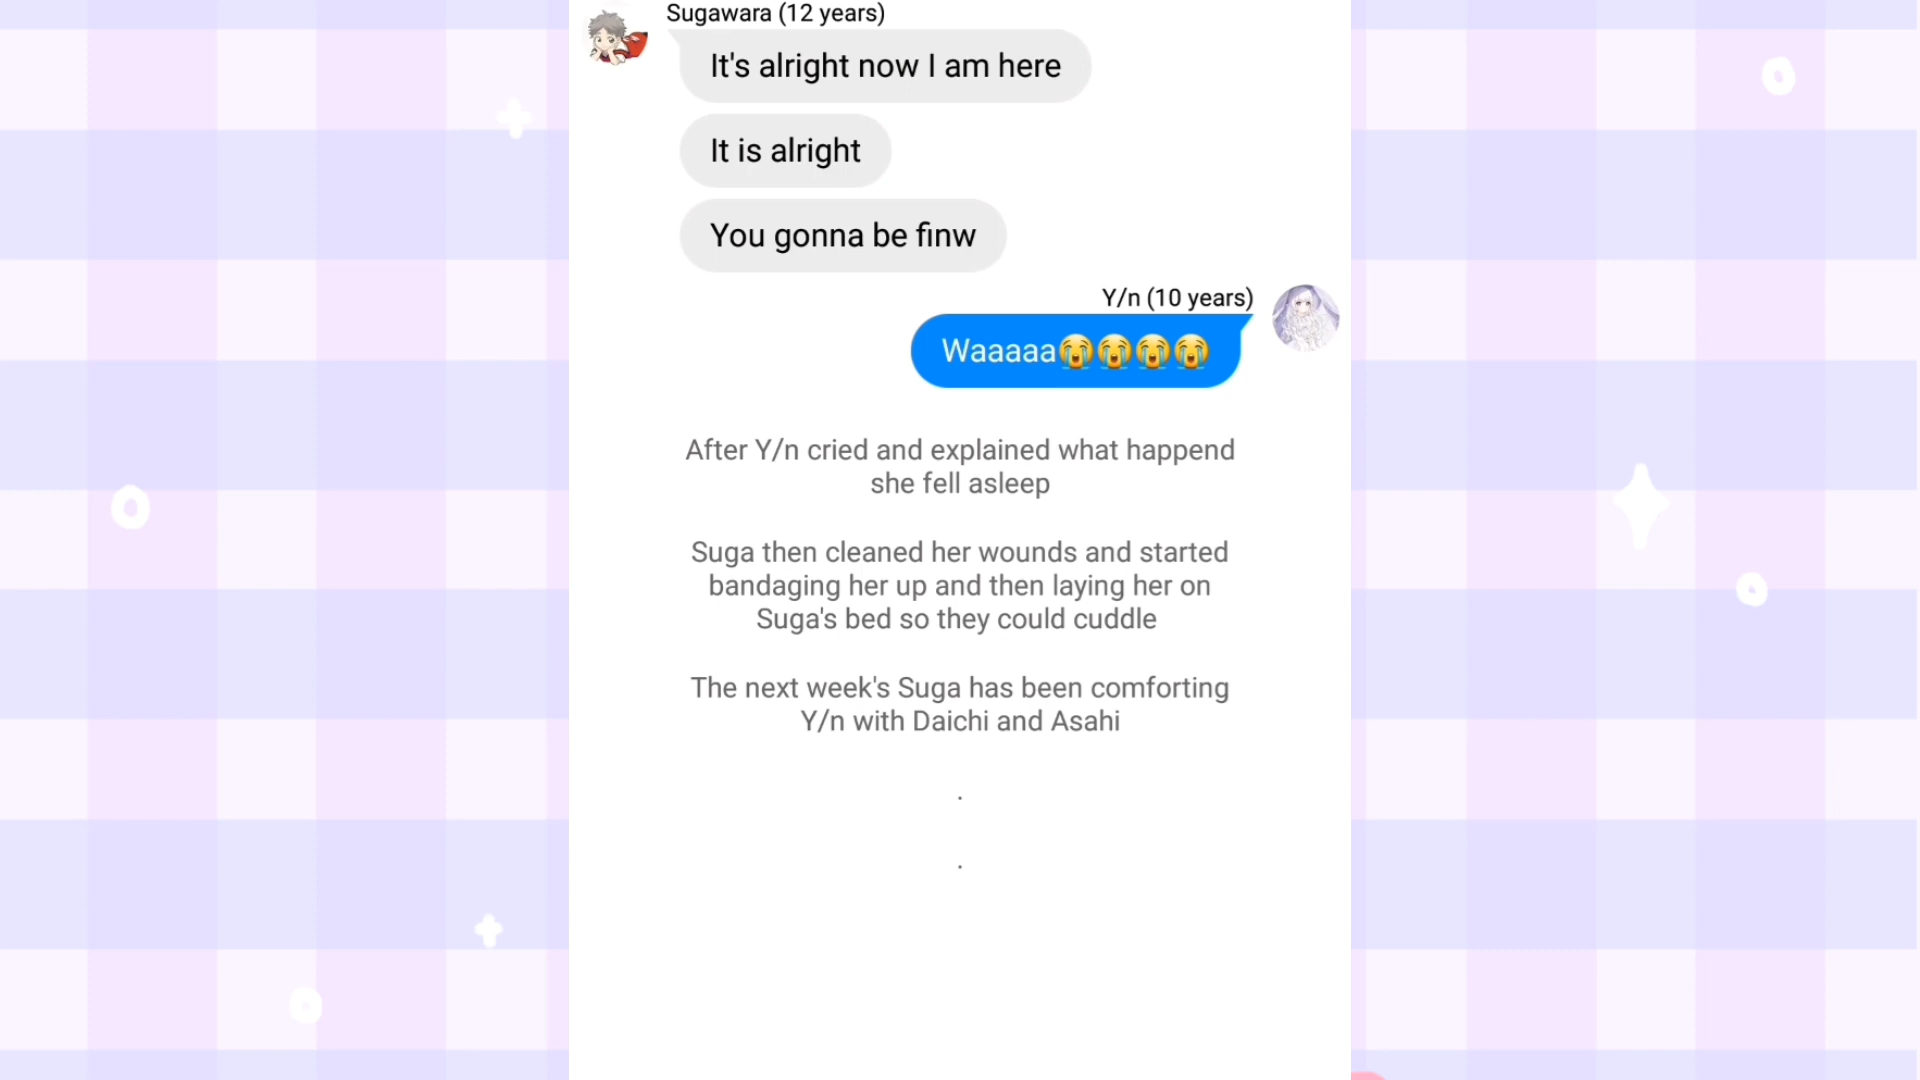 Sugawara (12 years)
It's alright now I am here
It is alright
You gonna be finw
Y/n (10 years)
Waaaaa😭😭😭😭
After Y/n cried and explained what happend
she fell asleep
Suga then cleaned her wounds and started
bandaging her up and then laying her on
Suga's bed so they could cuddle
The next week's Suga has been comforting
Y/n with Daichi and Asahi
.
.